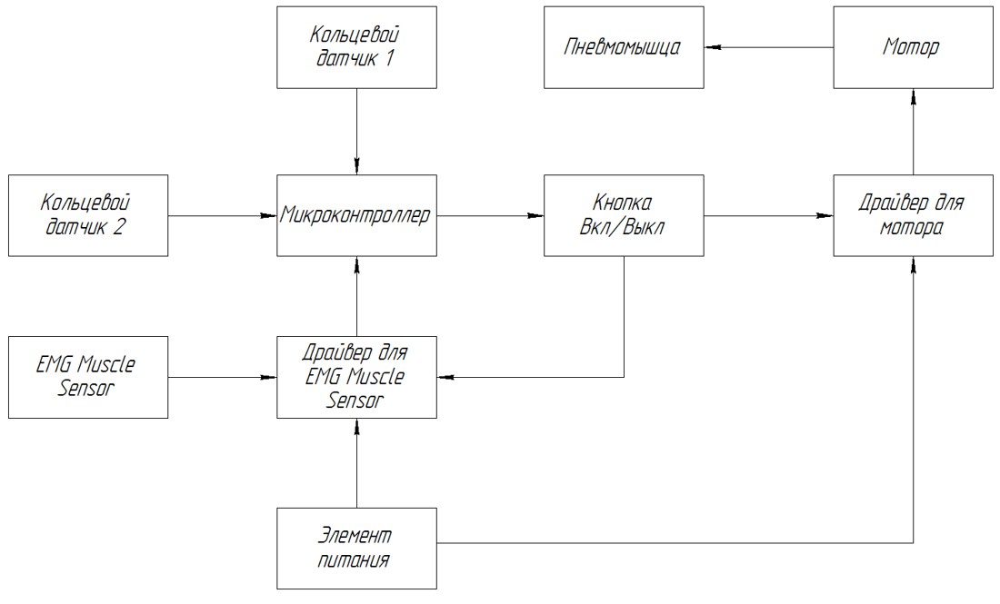 Кольцевой
датчик 1
Пневмомышца
Мотор
Кольцевой
датчик 2
Микроконтроллер
Кнопка
Вкл/Выкл
Драйвер для
мотора
EMG Muscle
Sensor
Драйвер для
EMG Muscle
Sensor
Элемент
питания